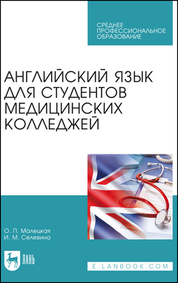 СРЕДНЕЕ
ПРОФЕССИОНАЛЬНОЕ
ОБРАЗОВАНИЕ
АНГЛИЙСКИЙ ЯЗЫК
ДЛЯ СТУДЕНТОВ
МЕДИЦИНСКИХ
КОЛЛЕДЖЕЙ
О. П. Малецкая
И. М. Селевина
ЛАНЬ
E.LANBOOK.COM